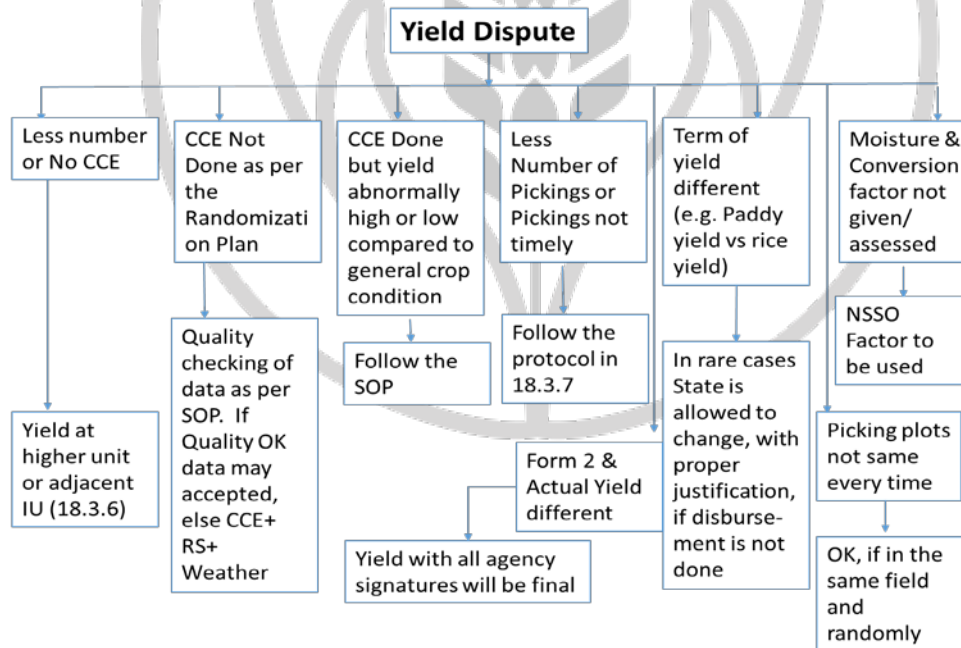 Yield Dispute
Less number
or No CCE
CCE Not
Done as per
the
Randomizati
on Plan
CCE Done
but yield
abnormally
high or low
compared to
general crop
condition
Less
Number of
Pickings or
Pickings not
timely
Term of
yield
different
(e.g. Paddy
yield vs rice
yield)
Moisture &
Conversion
factor not
given/
assessed
Yield at
higher unit
or adjacent
IU (18.3.6)
Quality
checking of
data as per
SOP. If
Quality OK
data may
accepted,
else CCE+
RS+
Weather
Follow the
SOP
Follow the
protocol in
18.3.7
Form 2 &
Actual Yield
different
Yield with all agency
signatures will be final
In rare cases
State is
allowed to
change, with
proper
justification,
if disburse-
ment is not
done
NSSO
Factor to
be used
Picking plots
not same
every time
OK, if in the
same field
and
randomly